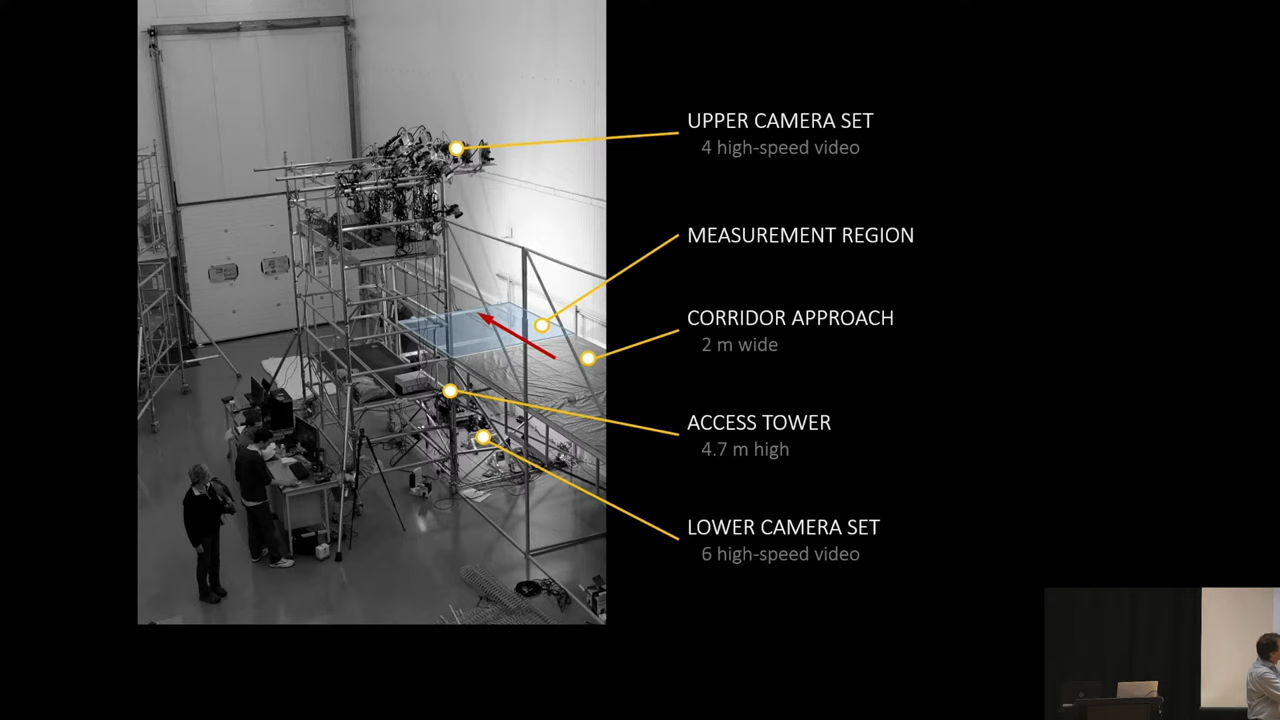 UPPER CAMERA SET
4 high-speed video
MEASUREMENT REGION
CORRIDOR APPROACH
2 m wide
ACCESS TOWER
4.7 m high
LOWER CAMERA SET
6 high-speed video